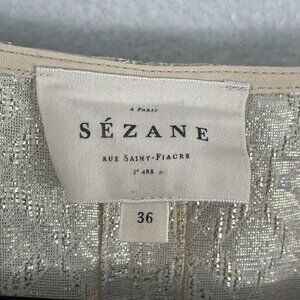 A PARIS
SÉZANE
RUE SAINT-FIACRE
2e ARR
36